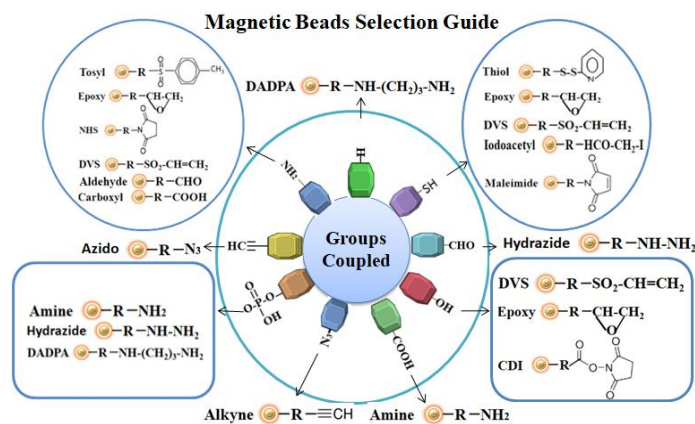 Magnetic Beads Selection Guide
Tosyl R S O O CH₃
Epoxy R CH CH₂ O
NHS R N O O
DVS R SO₂-CH=CH₂
Aldehyde R CHO
Carboxyl R COOH
DADPA R NH-(CH₂)₃-NH₂
Thiol R S-S N
Epoxy R CH-CH₂ O
DVS R SO₂-CH=CH₂
Iodoacetyl R HCO-CH₂-I
Maleimide R N O O
H
NH₂
SH
HC≡
CHO
Groups
Coupled
O-P-O- O OH
OH
N₃
COOH
Azido R N₃
Hydrazide R NH-NH₂
Amine R NH₂
Hydrazide R NH-NH₂
DADPA R NH-(CH₂)₃-NH₂
DVS R SO₂-CH=CH₂
Epoxy R CH-CH₂ O
CDI R O O N O O
Alkyne R ≡CH
Amine R NH₂